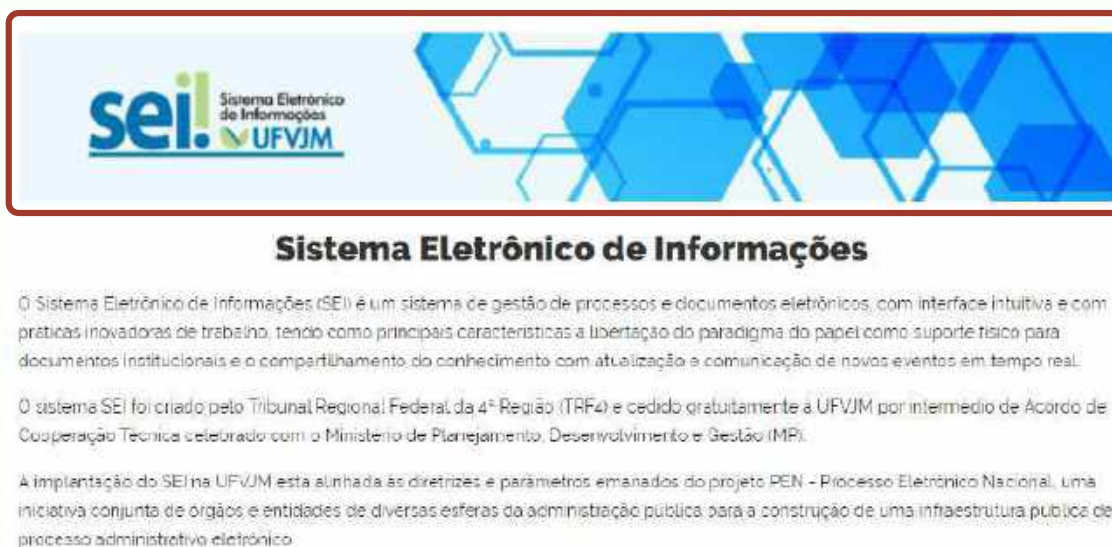 sei! Sistema Eletrônico
de Informações
UFVJM
Sistema Eletrônico de Informações
O Sistema Eletrônico de Informações (SEI) é um sistema de gestão de processos e documentos eletrônicos, com interface intuitiva e com
práticas inovadoras de trabalho, tendo como principais características a libertação do paradigma do papel como suporte físico para
documentos institucionais e o compartilhamento do conhecimento com atualização e comunicação de novos eventos em tempo real.
O sistema SEI foi criado pelo Tribunal Regional Federal da 4ª Região (TRF4) e cedido gratuitamente à UFVJM por intermédio de Acordo de
Cooperação Técnica celebrado com o Ministério de Planejamento, Desenvolvimento e Gestão (MP).
A implantação do SEI na UFVJM está alinhada às diretrizes e parâmetros emanados do projeto PEN - Processo Eletrônico Nacional, uma
iniciativa conjunta de órgãos e entidades de diversas esferas da administração pública para a construção de uma infraestrutura pública de
processo administrativo eletrônico